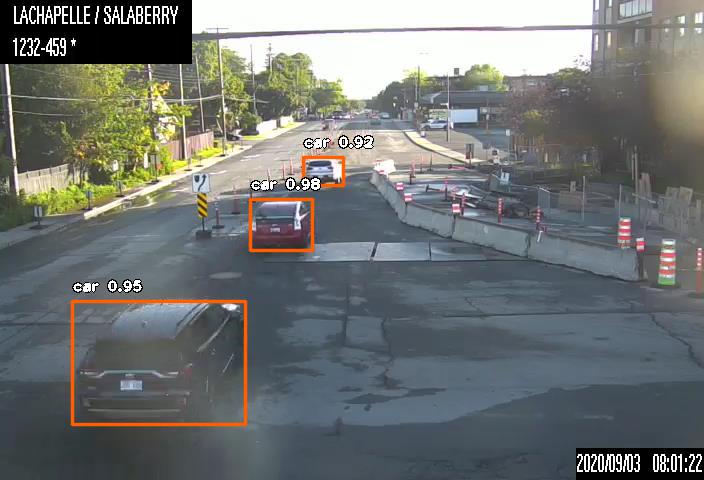 LACHAPELLE / SALABERRY
1232-459 *
car 0.92
car 0.98
car 0.95
2020/09/03 08:01:22